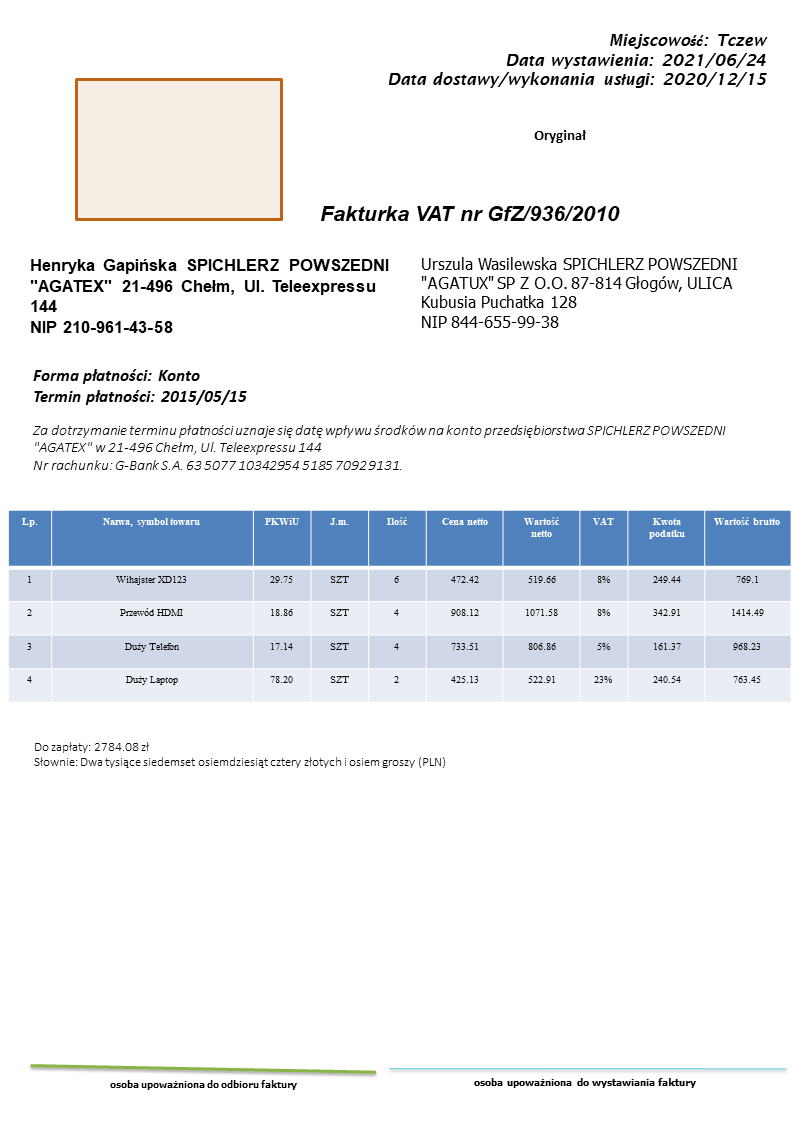 Miejscowość: Tczew
Data wystawienia: 2021/06/24
Data dostawy/wykonania usługi: 2020/12/15
Oryginał
Fakturka VAT nr GfZ/936/2010
Henryka Gapińska SPICHLERZ POWSZEDNI
"AGATEX" 21-496 Chełm, Ul. Teleexpressu
144
NIP 210-961-43-58
Urszula Wasilewska SPICHLERZ POWSZEDNI
"AGATUX" SP Z O.O. 87-814 Głogów, ULICA
Kubusia Puchatka 128
NIP 844-655-99-38
Forma płatności: Konto
Termin płatności: 2015/05/15
Za dotrzymanie terminu płatności uznaje się datę wpływu środków na konto przedsiębiorstwa SPICHLERZ POWSZEDNI
"AGATEX" w 21-496 Chełm, Ul. Teleexpressu 144
Nr rachunku: G-Bank S.A. 63 5077 10342954 5185 70929131.
Lp. Nazwa, symbol towaru PKWiU J.m. Ilość Cena netto Wartość netto VAT Kwota podatku Wartość brutto
1 Wihajster XD123 29.75 SZT 6 472.42 519.66 8% 249.44 769.1
2 Przewód HDMI 18.86 SZT 4 908.12 1071.58 8% 342.91 1414.49
3 Duży Telefon 17.14 SZT 4 733.51 806.86 5% 161.37 968.23
4 Duży Laptop 78.20 SZT 2 425.13 522.91 23% 240.54 763.45
Do zapłaty: 2784.08 zł
Słownie: Dwa tysiące siedemset osiemdziesiąt cztery złotych i osiem groszy (PLN)
osoba upoważniona do odbioru faktury
osoba upoważniona do wystawiania faktury